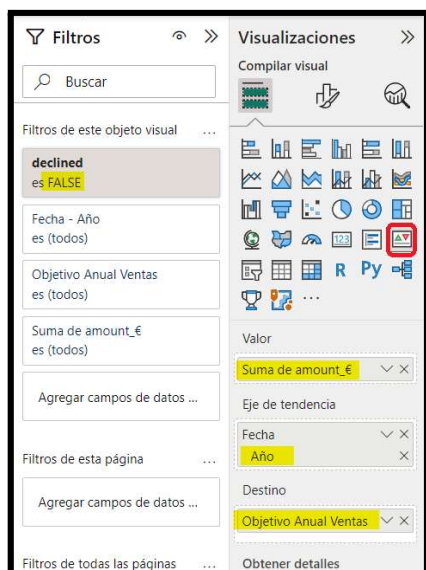 Filtros
Buscar
Filtros de este objeto visual ...
declined
es FALSE
Fecha - Año
es (todos)
Objetivo Anual Ventas
es (todos)
Suma de amount_€
es (todos)
Agregar campos de datos ...
Filtros de esta página ...
Agregar campos de datos ...
Filtros de todas las páginas ...
Visualizaciones
Compilar visual
123
R Py
...
Valor
Suma de amount_€
Eje de tendencia
Fecha
Año
Destino
Objetivo Anual Ventas
Obtener detalles